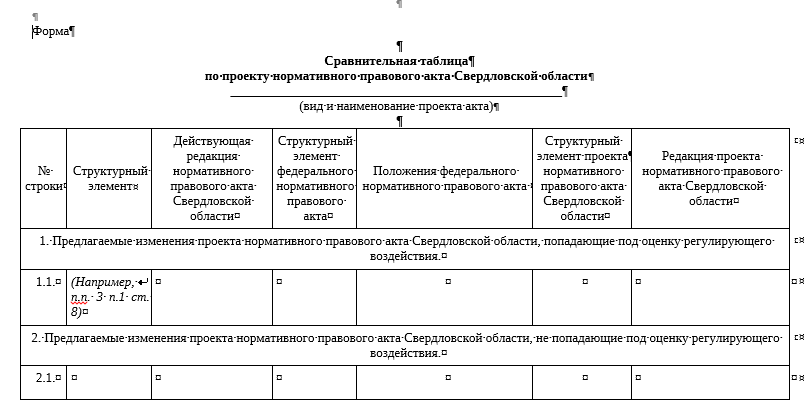 Форма
Сравнительная таблица
по проекту нормативного правового акта Свердловской области
(вид и наименование проекта акта)
№
строки
Структурный
элемент
Действующая
редакция
нормативного
правового акта
Свердловской
области
Структурный
элемент
федерального
нормативного
правового
акта
Положения федерального
нормативного правового акта
Структурный
элемент проекта
нормативного
правового акта
Свердловской
области
Редакция проекта
нормативного правового
акта Свердловской
области
1. Предлагаемые изменения проекта нормативного правового акта Свердловской области, попадающие под оценку регулирующего
воздействия.
1.1.
(Например,
п.п. 3 п.1 ст.
8)
2. Предлагаемые изменения проекта нормативного правового акта Свердловской области, не попадающие под оценку регулирующего
воздействия.
2.1.